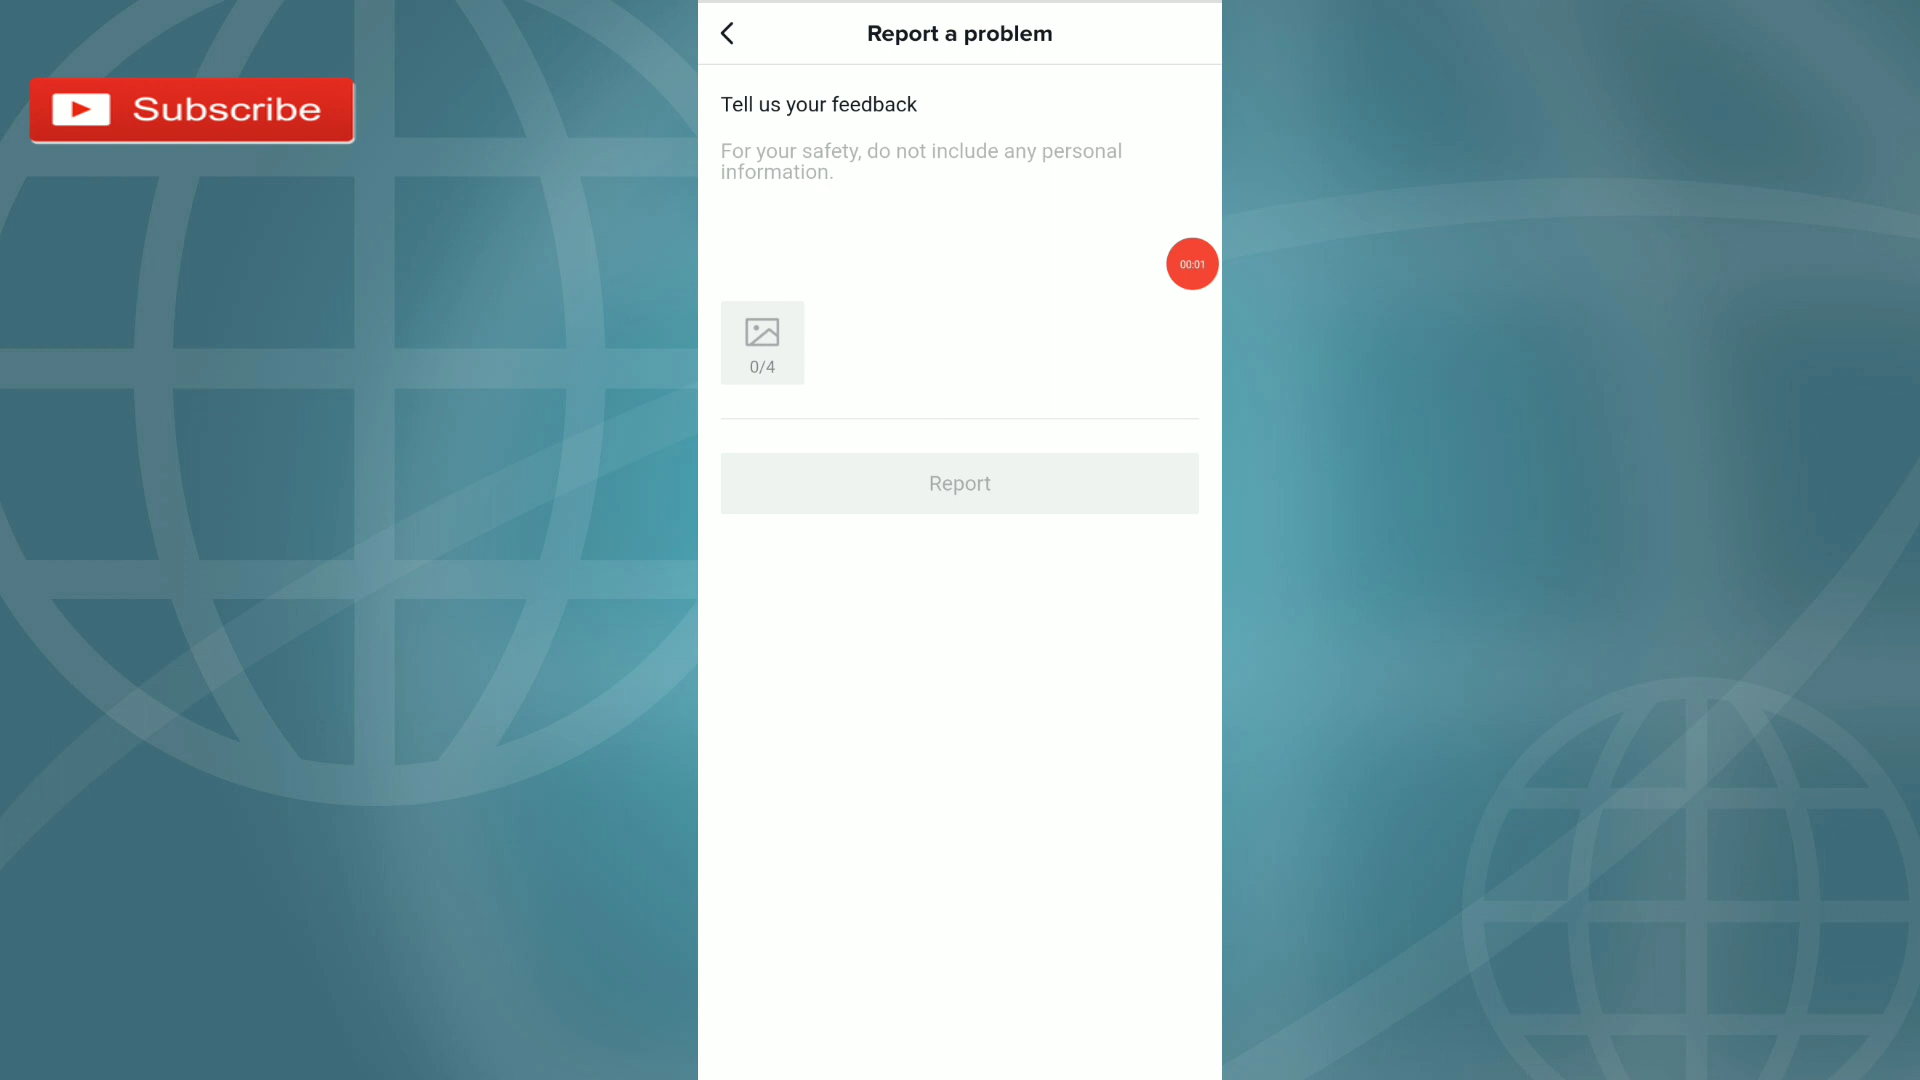 Report a problem
Subscribe
Tell us your feedback
For your safety, do not include any personal
information.
00:01
0/4
Report